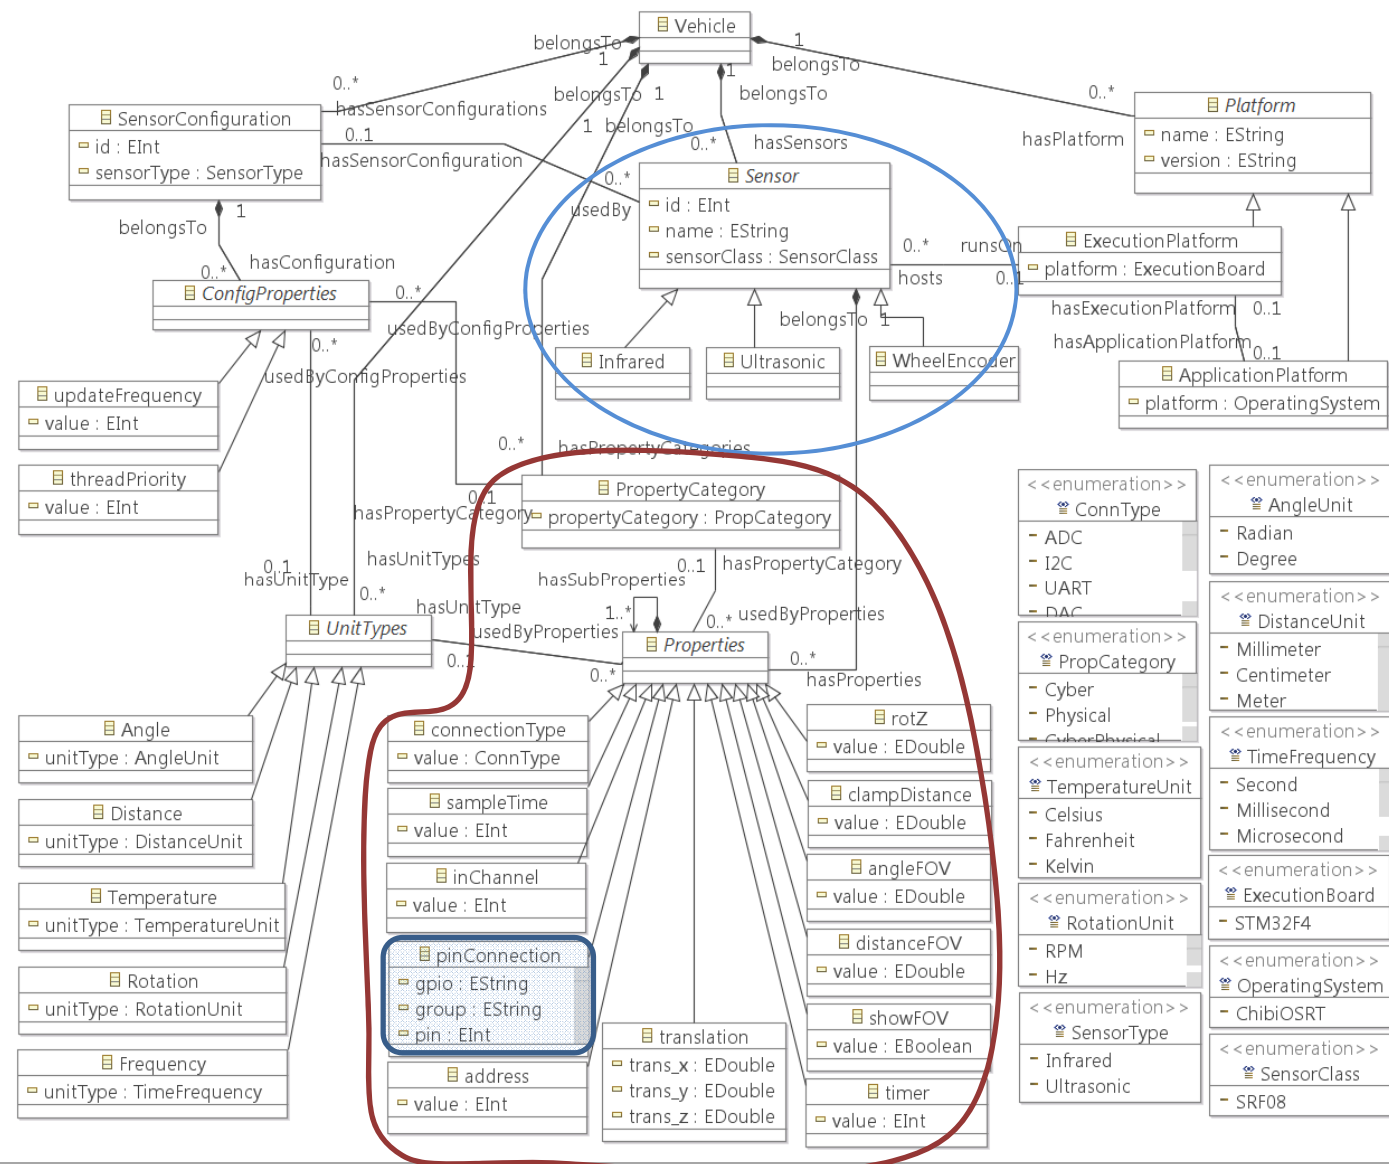 Vehicle
belongsTo
1
1
belongsTo
0..*
hasSensorConfigurations
belongsTo
1
1
belongsTo
1
belongsTo
0..*
hasSensors
0..*
hasPlatform
SensorConfiguration
id : EInt
sensorType : SensorType
0..1
hasSensorConfiguration
0..*
usedBy
Sensor
id : EInt
name : EString
sensorClass : SensorClass
Platform
name : EString
version : EString
belongsTo
1
0..*
hasConfiguration
0..*
runsOn
hosts
0..1
ExecutionPlatform
platform : ExecutionBoard
hasExecutionPlatform
0..1
hasApplicationPlatform
0..1
ConfigProperties
0..*
usedByConfigProperties
0..*
usedByConfigProperties
belongsTo
1
Infrared
Ultrasonic
WheelEncoder
ApplicationPlatform
platform : OperatingSystem
updateFrequency
value : EInt
threadPriority
value : EInt
0..*
hasPropertyCategories
0..1
hasPropertyCategory
PropertyCategory
propertyCategory : PropCategory
0..1
hasPropertyCategory
hasSubProperties
1..*
0..*
usedByProperties
0..1
hasUnitType
hasUnitTypes
0..*
hasUnitType
usedByProperties
0..1
0..*
UnitTypes
Properties
0..*
hasProperties
Angle
unitType : AngleUnit
Distance
unitType : DistanceUnit
Temperature
unitType : TemperatureUnit
Rotation
unitType : RotationUnit
Frequency
unitType : TimeFrequency
connectionType
value : ConnType
sampleTime
value : EInt
inChannel
value : EInt
pinConnection
gpio : EString
group : EString
pin : EInt
address
value : EInt
translation
trans_x : EDouble
trans_y : EDouble
trans_z : EDouble
rotZ
value : EDouble
clampDistance
value : EDouble
angleFOV
value : EDouble
distanceFOV
value : EDouble
showFOV
value : EBoolean
timer
value : EInt
<<enumeration>>
ConnType
ADC
I2C
UART
DAC
<<enumeration>>
PropCategory
Cyber
Physical
CyberPhysical
<<enumeration>>
TemperatureUnit
Celsius
Fahrenheit
Kelvin
<<enumeration>>
RotationUnit
RPM
Hz
<<enumeration>>
SensorType
Infrared
Ultrasonic
<<enumeration>>
AngleUnit
Radian
Degree
<<enumeration>>
DistanceUnit
Millimeter
Centimeter
Meter
<<enumeration>>
TimeFrequency
Second
Millisecond
Microsecond
<<enumeration>>
ExecutionBoard
STM32F4
<<enumeration>>
OperatingSystem
ChibiOSRT
<<enumeration>>
SensorClass
SRF08